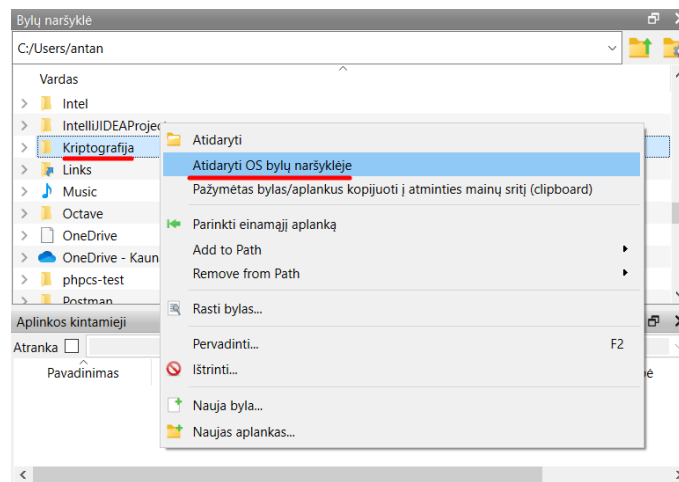 Bylų naršyklė
C:/Users/antan
Vardas
Intel
IntelliJIDEAProjec
Kriptografija
Links
Music
Octave
OneDrive
OneDrive - Kaun
phpcs-test
Postman
Atidaryti
Atidaryti OS bylų naršyklėje
Pažymėtas bylas/aplankus kopijuoti į atminties mainų sritį (clipboard)
Parinkti einamąjį aplanką
Add to Path
Remove from Path
Rasti bylas...
Pervadinti... F2
Ištrinti...
Nauja byla...
Naujas aplankas...
Aplinkos kintamieji
Atranka
Pavadinimas